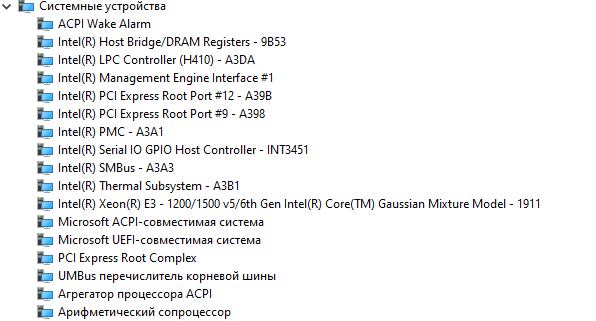 Системные устройства
ACPI Wake Alarm
Intel(R) Host Bridge/DRAM Registers - 9B53
Intel(R) LPC Controller (H410) - A3DA
Intel(R) Management Engine Interface #1
Intel(R) PCI Express Root Port #12 - A39B
Intel(R) PCI Express Root Port #9 - A398
Intel(R) PMC - A3A1
Intel(R) Serial IO GPIO Host Controller - INT3451
Intel(R) SMBus - A3A3
Intel(R) Thermal Subsystem - A3B1
Intel(R) Xeon(R) E3 - 1200/1500 v5/6th Gen Intel(R) Core(TM) Gaussian Mixture Model - 1911
Microsoft ACPI-совместимая система
Microsoft UEFI-совместимая система
PCI Express Root Complex
UMBus перечислитель корневой шины
Агрегатор процессора ACPI
Арифметический сопроцессор